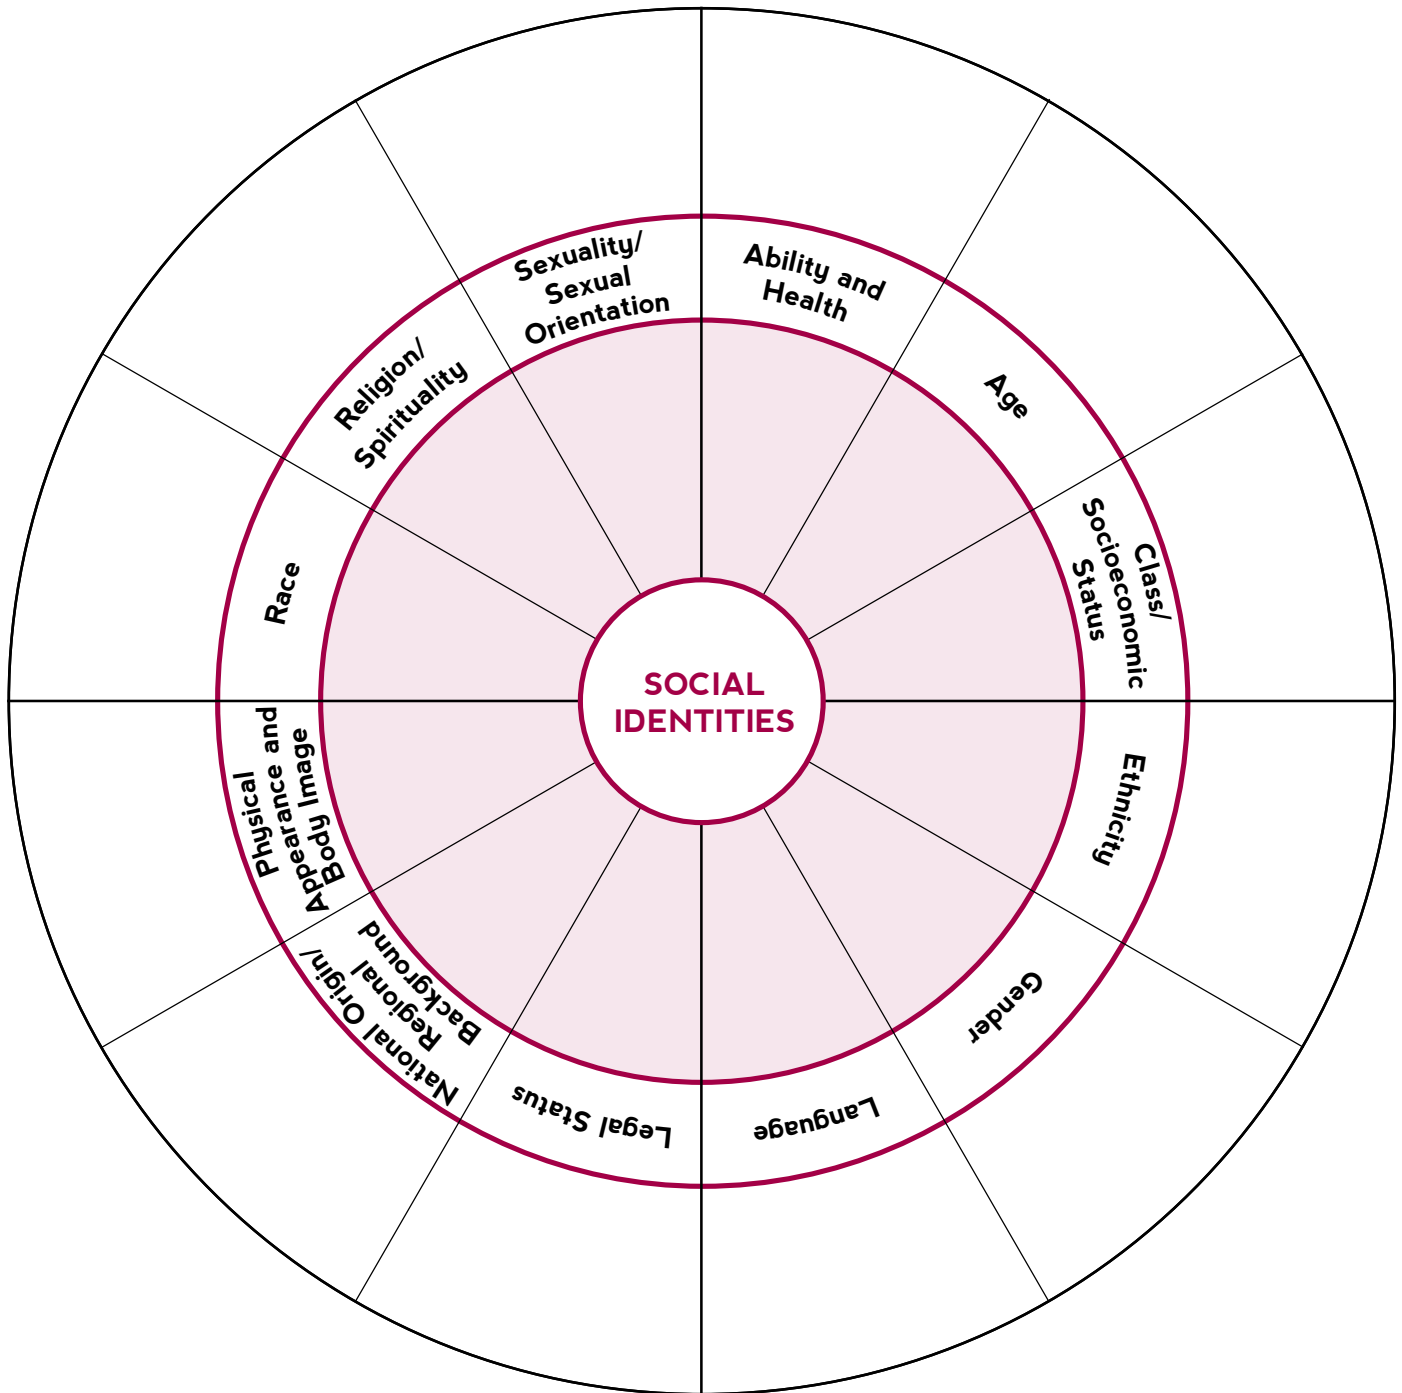 SOCIAL
IDENTITIES
Ability and
Health
Age
Class/
Socioeconomic
Status
Ethnicity
Gender
Language
Legal Status
National Origin/
Regional
Background
Physical
Appearance and
Body Image
Race
Religion/
Spirituality
Sexuality/
Sexual
Orientation